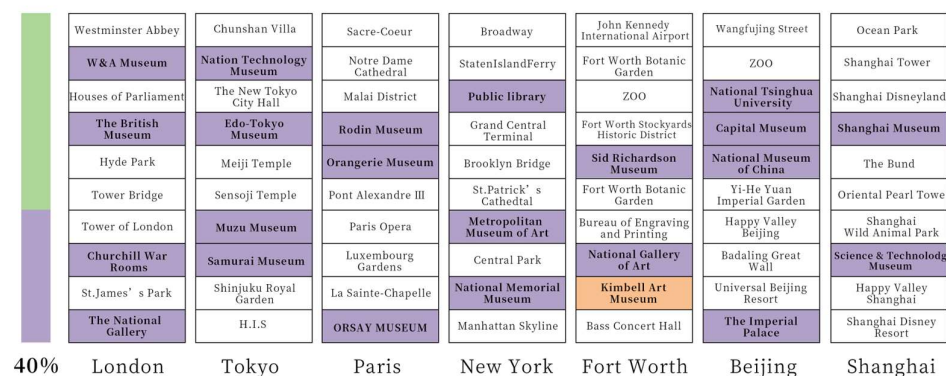 Westminster Abbey
W&A Museum
Houses of Parliament
The British
Museum
Hyde Park
Tower Bridge
Tower of London
Churchill War
Rooms
St.James’s Park
The National
Gallery
Chunshan Villa
Nation Technology
Museum
The New Tokyo
City Hall
Edo-Tokyo
Museum
Meiji Temple
Sensoji Temple
Muzu Museum
Samurai Museum
Shinjuku Royal
Garden
H.I.S
Sacre-Coeur
Notre Dame
Cathedral
Malai District
Rodin Museum
Orangerie Museum
Pont Alexandre III
Paris Opera
Luxembourg
Gardens
La Sainte-Chapelle
ORSAY MUSEUM
Broadway
StatenIslandFerry
Public library
Grand Central
Terminal
Brooklyn Bridge
St.Patrick’s
Cathedtal
Metropolitan
Museum of Art
Central Park
National Memorial
Museum
Manhattan Skyline
John Kennedy
International Airport
Fort Worth Botanic
Garden
ZOO
Fort Worth Stockyards
Historic District
Sid Richardson
Museum
Fort Worth Botanic
Garden
Bureau of Engraving
and Printing
National Gallery
of Art
Kimbell Art
Museum
Bass Concert Hall
Wangfujing Street
ZOO
National Tsinghua
University
Capital Museum
National Museum
of China
Yi-He Yuan
Imperial Garden
Happy Valley
Beijing
Badaling Great
Wall
Universal Beijing
Resort
The Imperial
Palace
Ocean Park
Shanghai Tower
Shanghai Disneyland
Shanghai Museum
The Bund
Oriental Pearl Towe
Shanghai
Wild Animal Park
Science & Technolodgy
Museum
Happy Valley
Shanghai
Shanghai Disney
Resort
40% London Tokyo Paris New York Fort Worth Beijing Shanghai